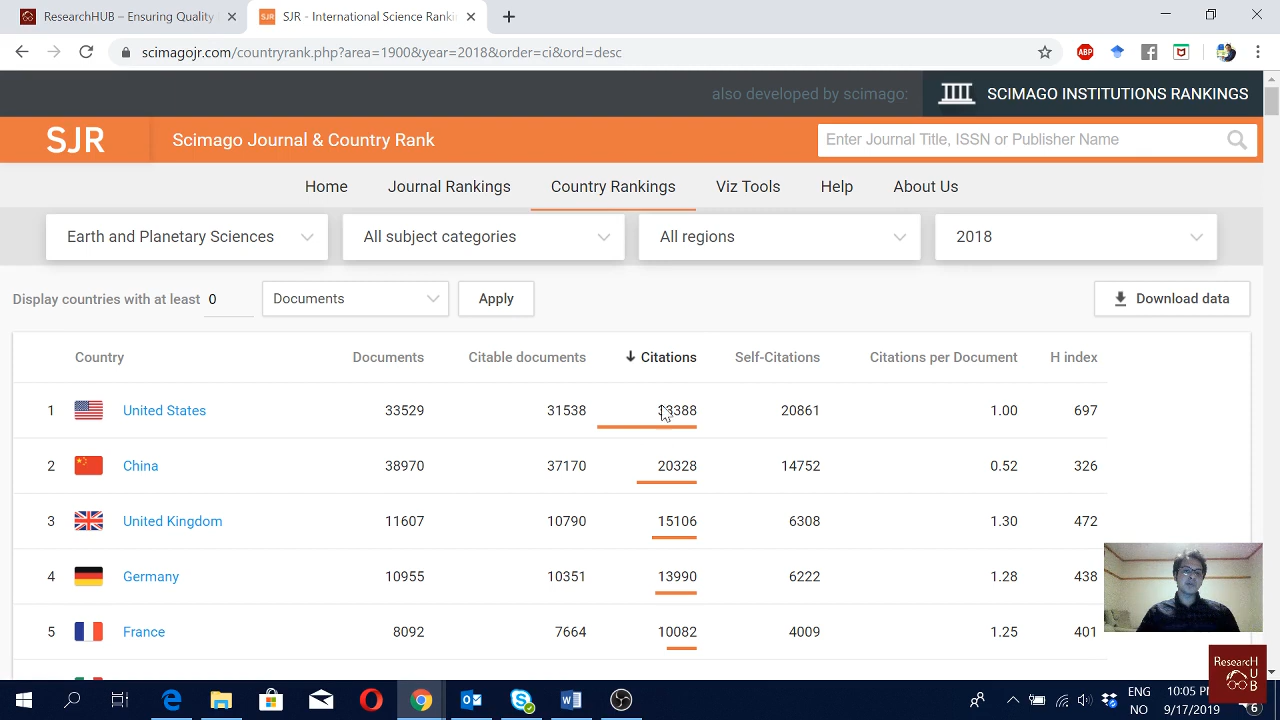 ResearchHUB – Ensuring Quality
SJR - International Science Rankin
scimagojr.com/countryrank.php?area=1900&year=2018&order=ci&ord=desc
ABP
also developed by scimago:
SCIMAGO INSTITUTIONS RANKINGS
SJR
Scimago Journal & Country Rank
Enter Journal Title, ISSN or Publisher Name
Home Journal Rankings Country Rankings Viz Tools Help About Us
Earth and Planetary Sciences All subject categories All regions 2018
Display countries with at least 0 Documents Apply Download data
Country Documents Citable documents Citations Self-Citations Citations per Document H index
1 United States 33529 31538 20861 1.00 697
2 China 38970 37170 20328 14752 0.52 326
3 United Kingdom 11607 10790 15106 6308 1.30 472
4 Germany 10955 10351 13990 6222 1.28 438
5 France 8092 7664 10082 4009 1.25 401
ResearcH
U
B
ENG
NO
10:05 PM
9/17/2019
6